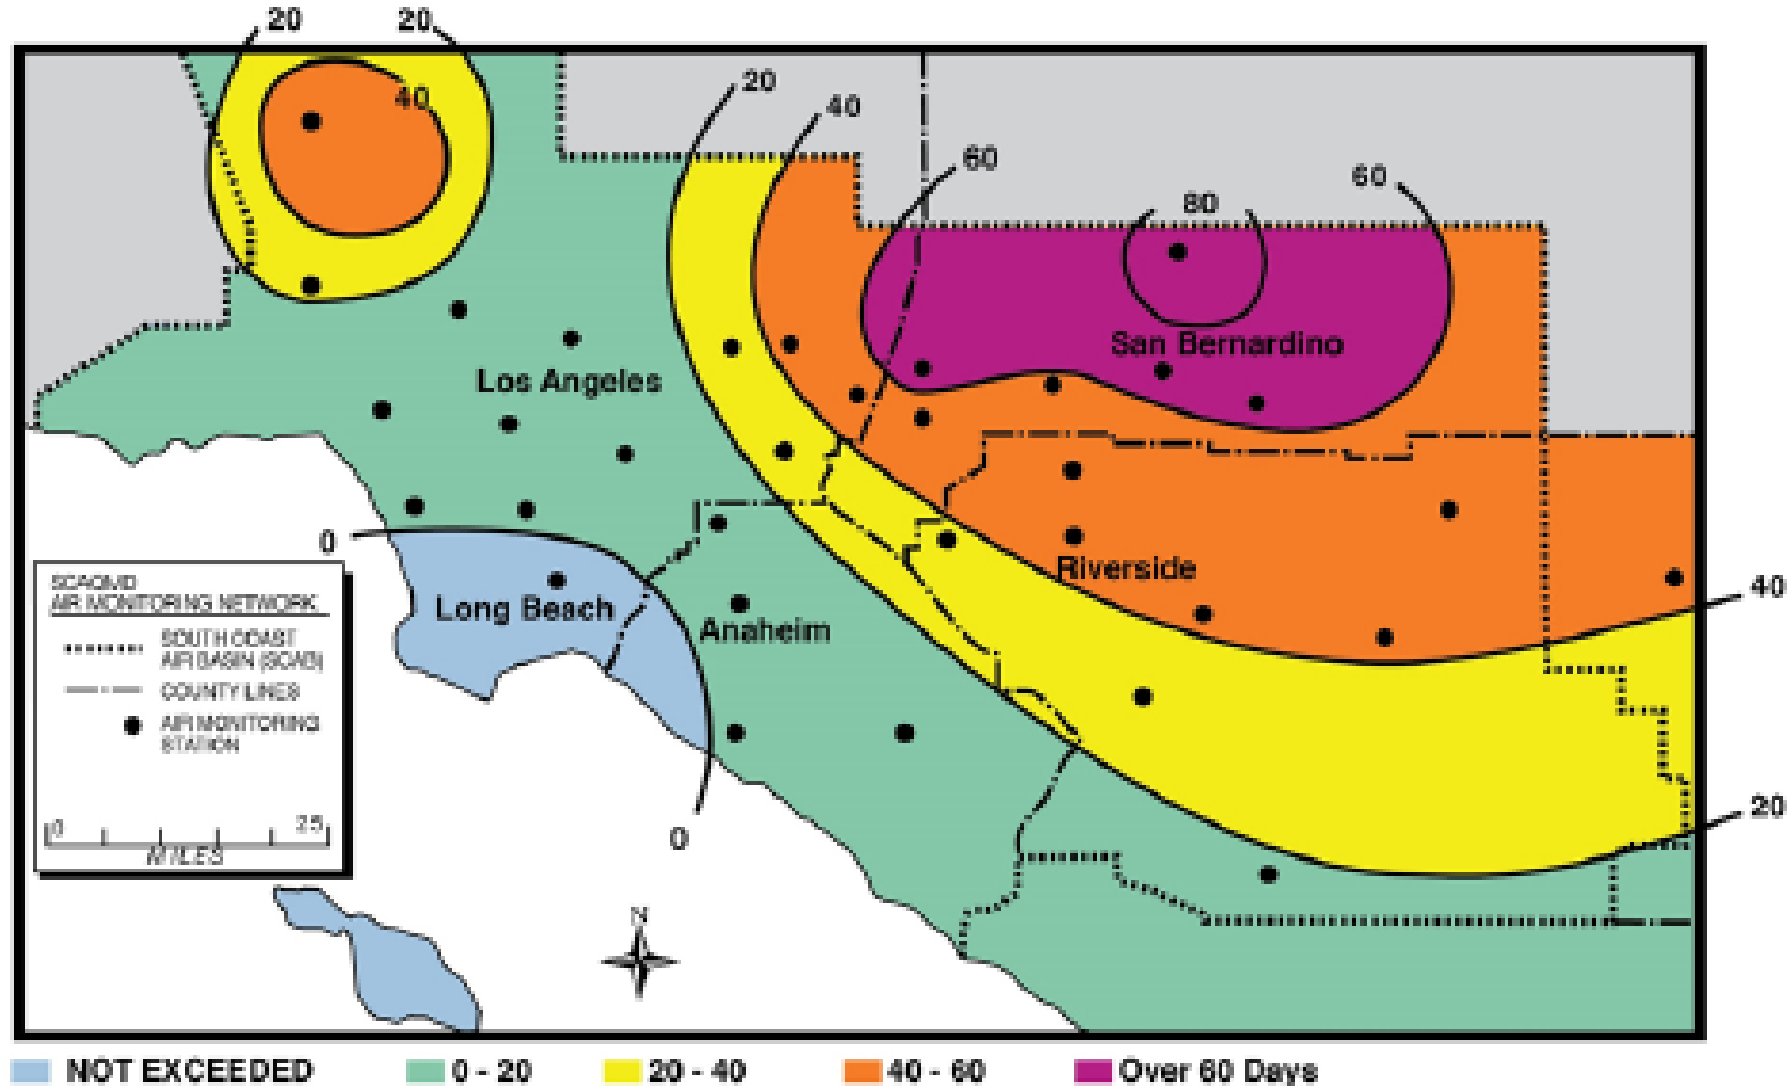 20 20
40
20
40
60
80
60
San Bernardino
Los Angeles
0
Riverside
Long Beach
Anaheim
40
20
0
SCAQMD
AIR MONITORING NETWORK
SOUTH COAST
AIR BASIN (SCAB)
COUNTY LINES
AIR MONITORING
STATION
0 25
MILES
N
NOT EXCEEDED 0 - 20 20 - 40 40 - 60 Over 60 Days